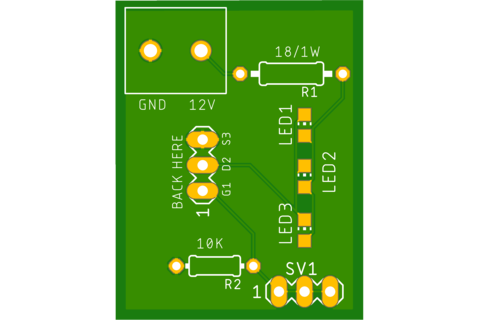 18/1W
R1
GND 12V
LED1
BACK HERE
S3
D2
G1
1
LED2
LED3
10K
R2
SV1
1